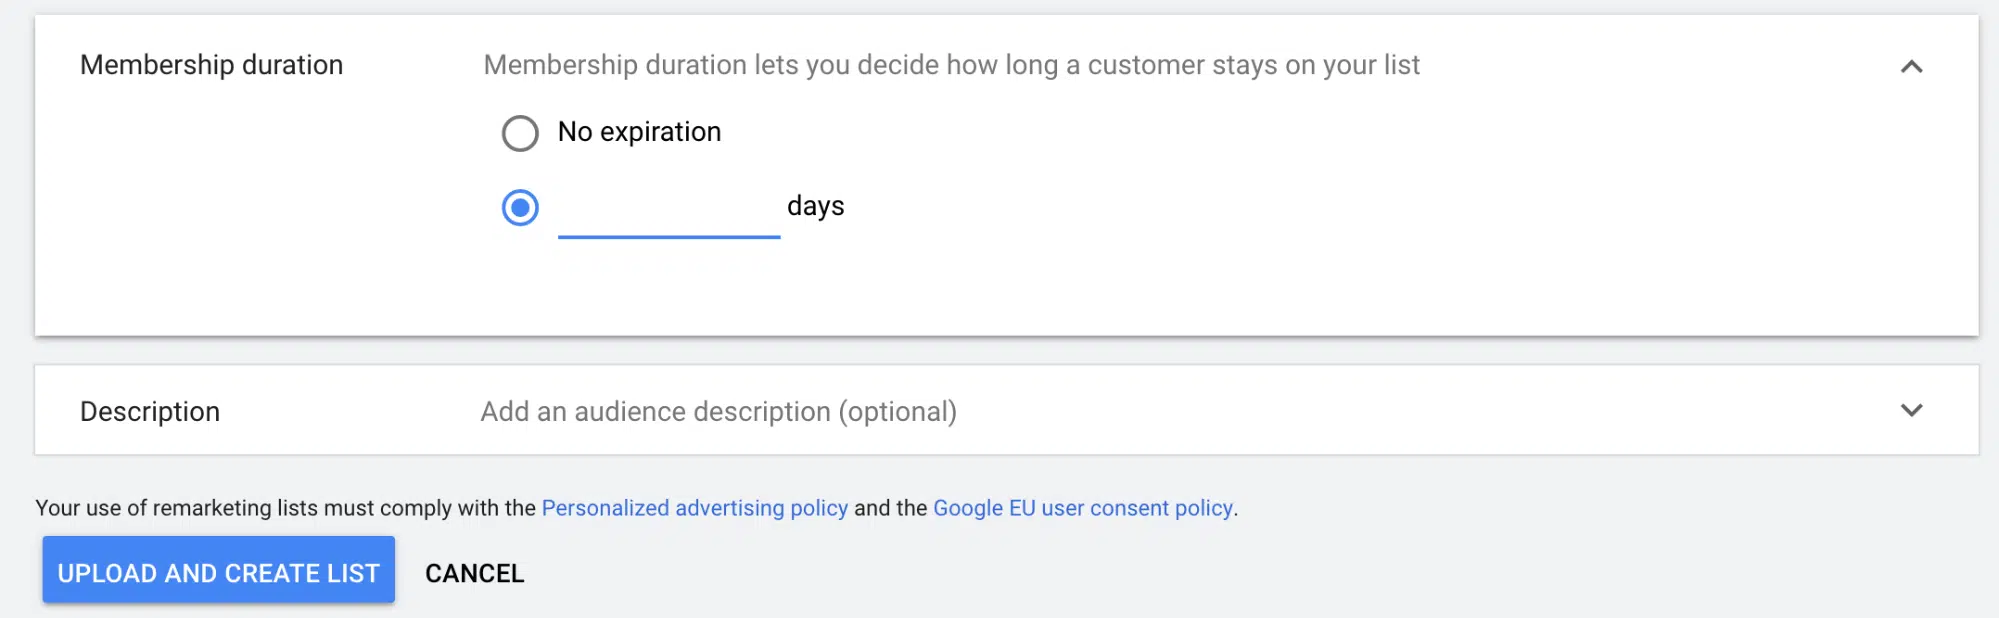 Membership duration
Membership duration lets you decide how long a customer stays on your list
No expiration
days
Description
Add an audience description (optional)
Your use of remarketing lists must comply with the Personalized advertising policy and the Google EU user consent policy.
UPLOAD AND CREATE LIST
CANCEL